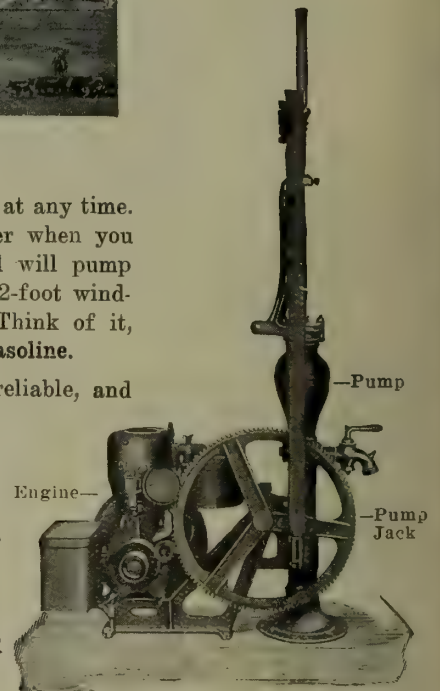 at any time.
er when you
will pump
2-foot wind-
Think of it,
asoline.
reliable, and
Pump
Engine
Pump
Jack